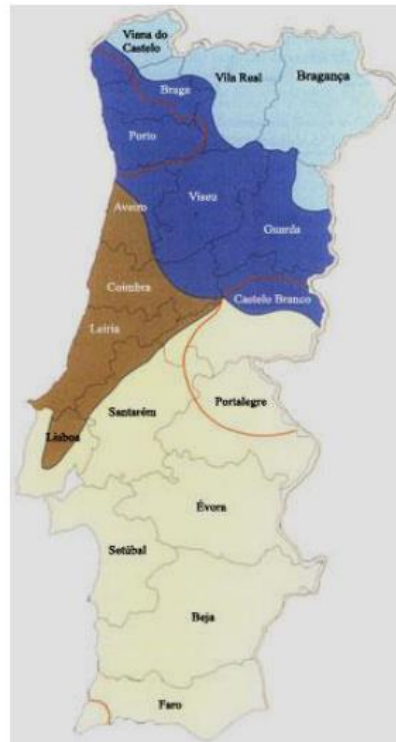 Viana do
Castelo
Braga
Vila Real
Bragança
Porto
Aveiro
Viseu
Guarda
Coimbra
Castelo Branco
Leiria
Lisboa
Santarém
Portalegre
Évora
Setúbal
Beja
Faro